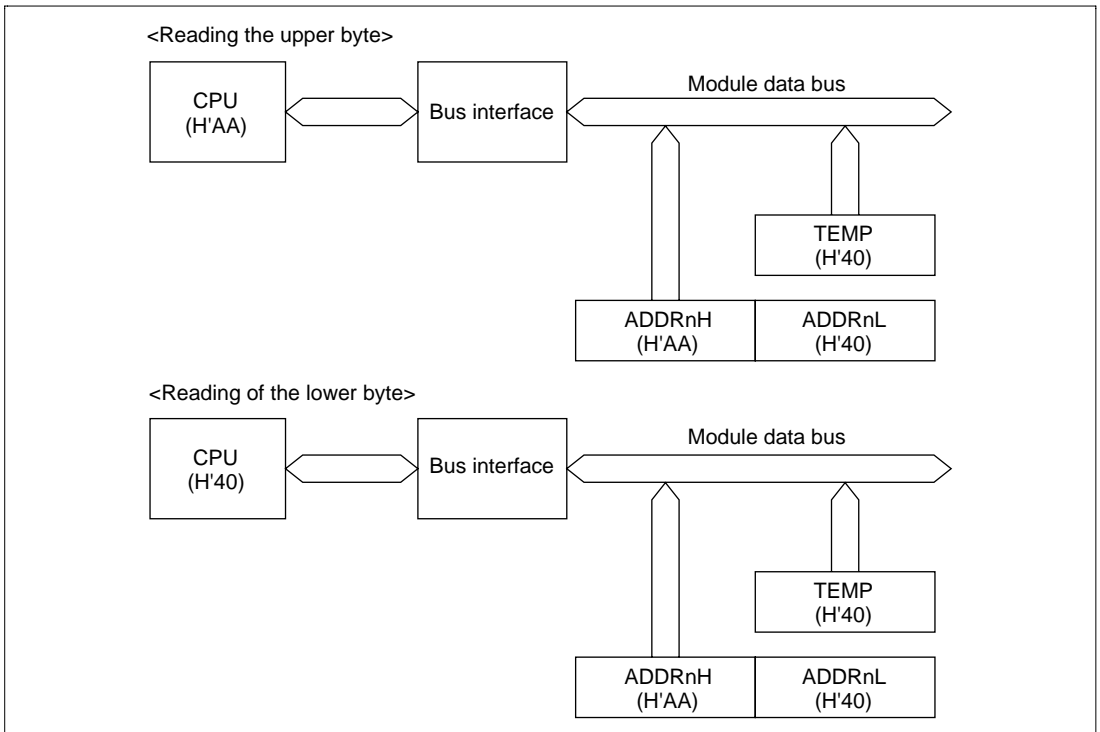 <Reading the upper byte>
CPU
(H'AA)
Bus interface
Module data bus
TEMP
(H'40)
ADDRnH
(H'AA)
ADDRnL
(H'40)
<Reading of the lower byte>
CPU
(H'40)
Bus interface
Module data bus
TEMP
(H'40)
ADDRnH
(H'AA)
ADDRnL
(H'40)